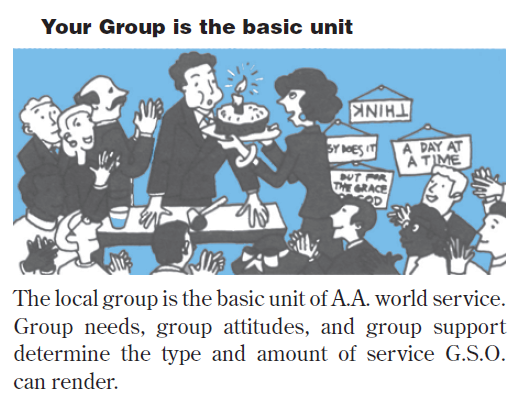 Your Group is the basic unit
THINK
SY DOES IT
A DAY AT
A TIME
BUT FOR
THE GRACE
OD
The local group is the basic unit of A.A. world service.
Group needs, group attitudes, and group support
determine the type and amount of service G.S.O.
can render.